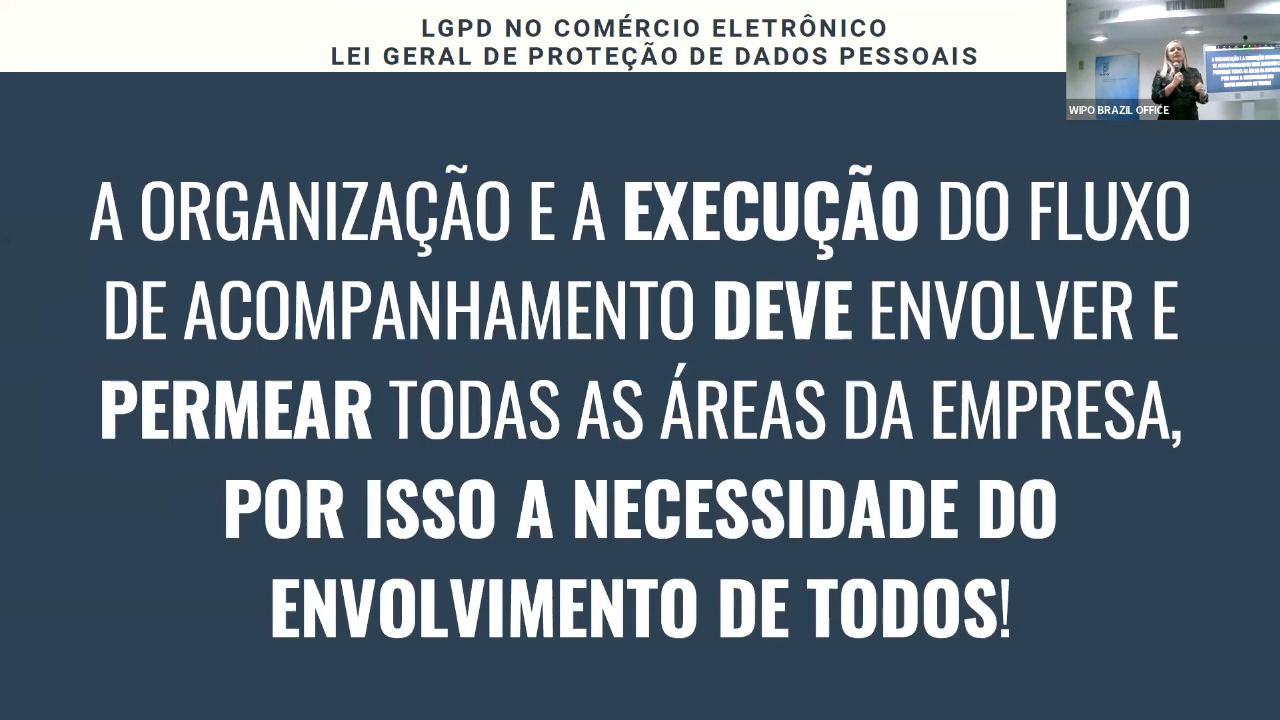 LGPD NO COMÉRCIO ELETRÔNICO
LEI GERAL DE PROTEÇÃO DE DADOS PESSOAIS
WIPO BRAZIL OFFICE
A ORGANIZAÇÃO E A EXECUÇÃO DO FLUXO
DE ACOMPANHAMENTO DEVE ENVOLVER E
PERMEAR TODAS AS ÁREAS DA EMPRESA,
POR ISSO A NECESSIDADE DO
ENVOLVIMENTO DE TODOS!